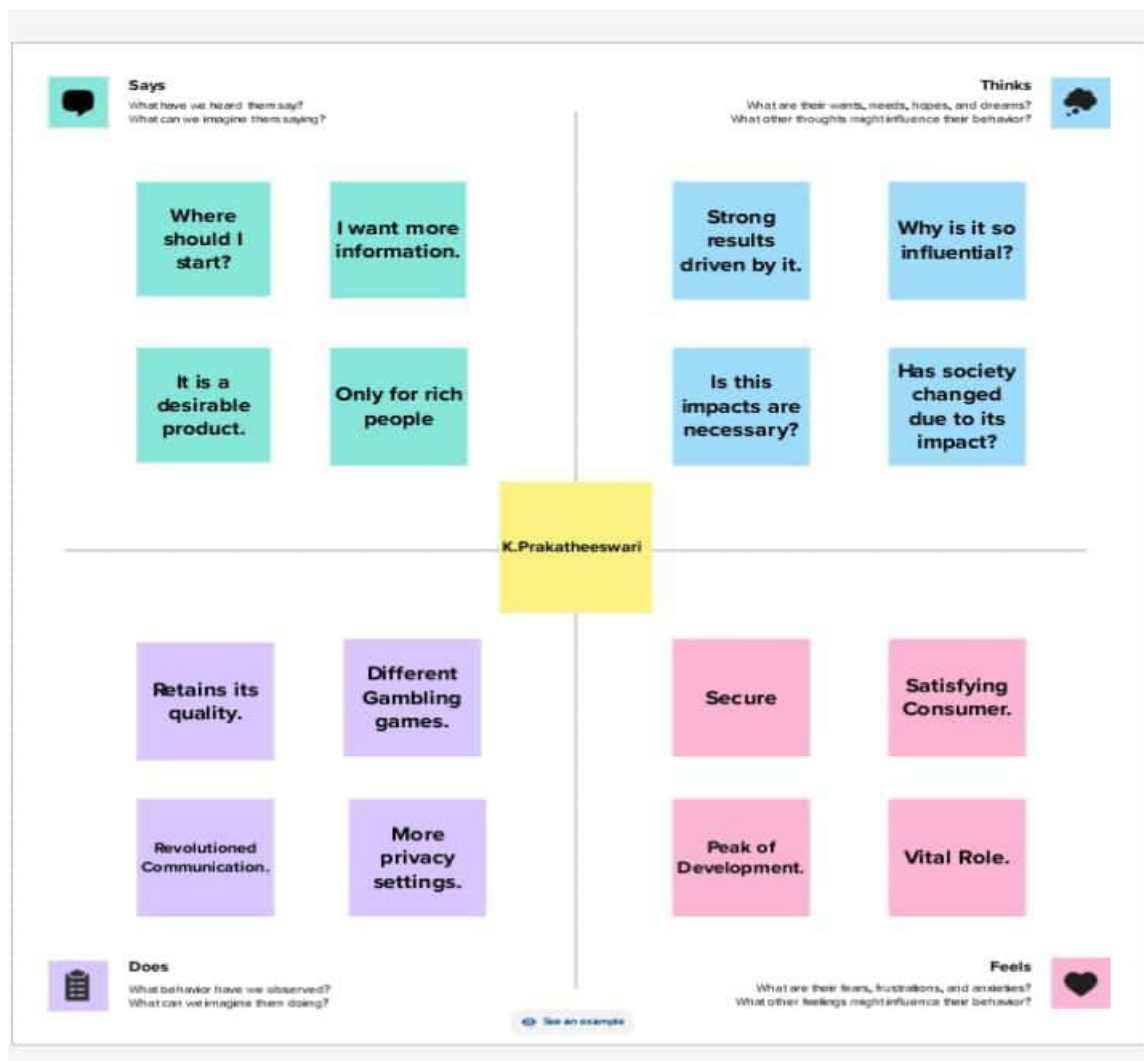 Says
What have we heard them say?
What can we imagine them saying?
Thinks
What are their wants, needs, hopes, and dreams?
What other thoughts might influence their behavior?
Where
should I
start?
I want more
information.
Strong
results
driven by it.
Why is it so
influential?
It is a
desirable
product.
Only for rich
people
Is this
impacts are
necessary?
Has society
changed
due to its
impact?
K.Prakatheeswari
Retains its
quality.
Different
Gambling
games.
Secure
Satisfying
Consumer.
Revolutioned
Communication.
More
privacy
settings.
Peak of
Development.
Vital Role.
Does
What behavior have we observed?
What can we imagine them doing?
Feels
What are their fears, frustrations, and anxieties?
What other feelings might influence their behavior?
See an example